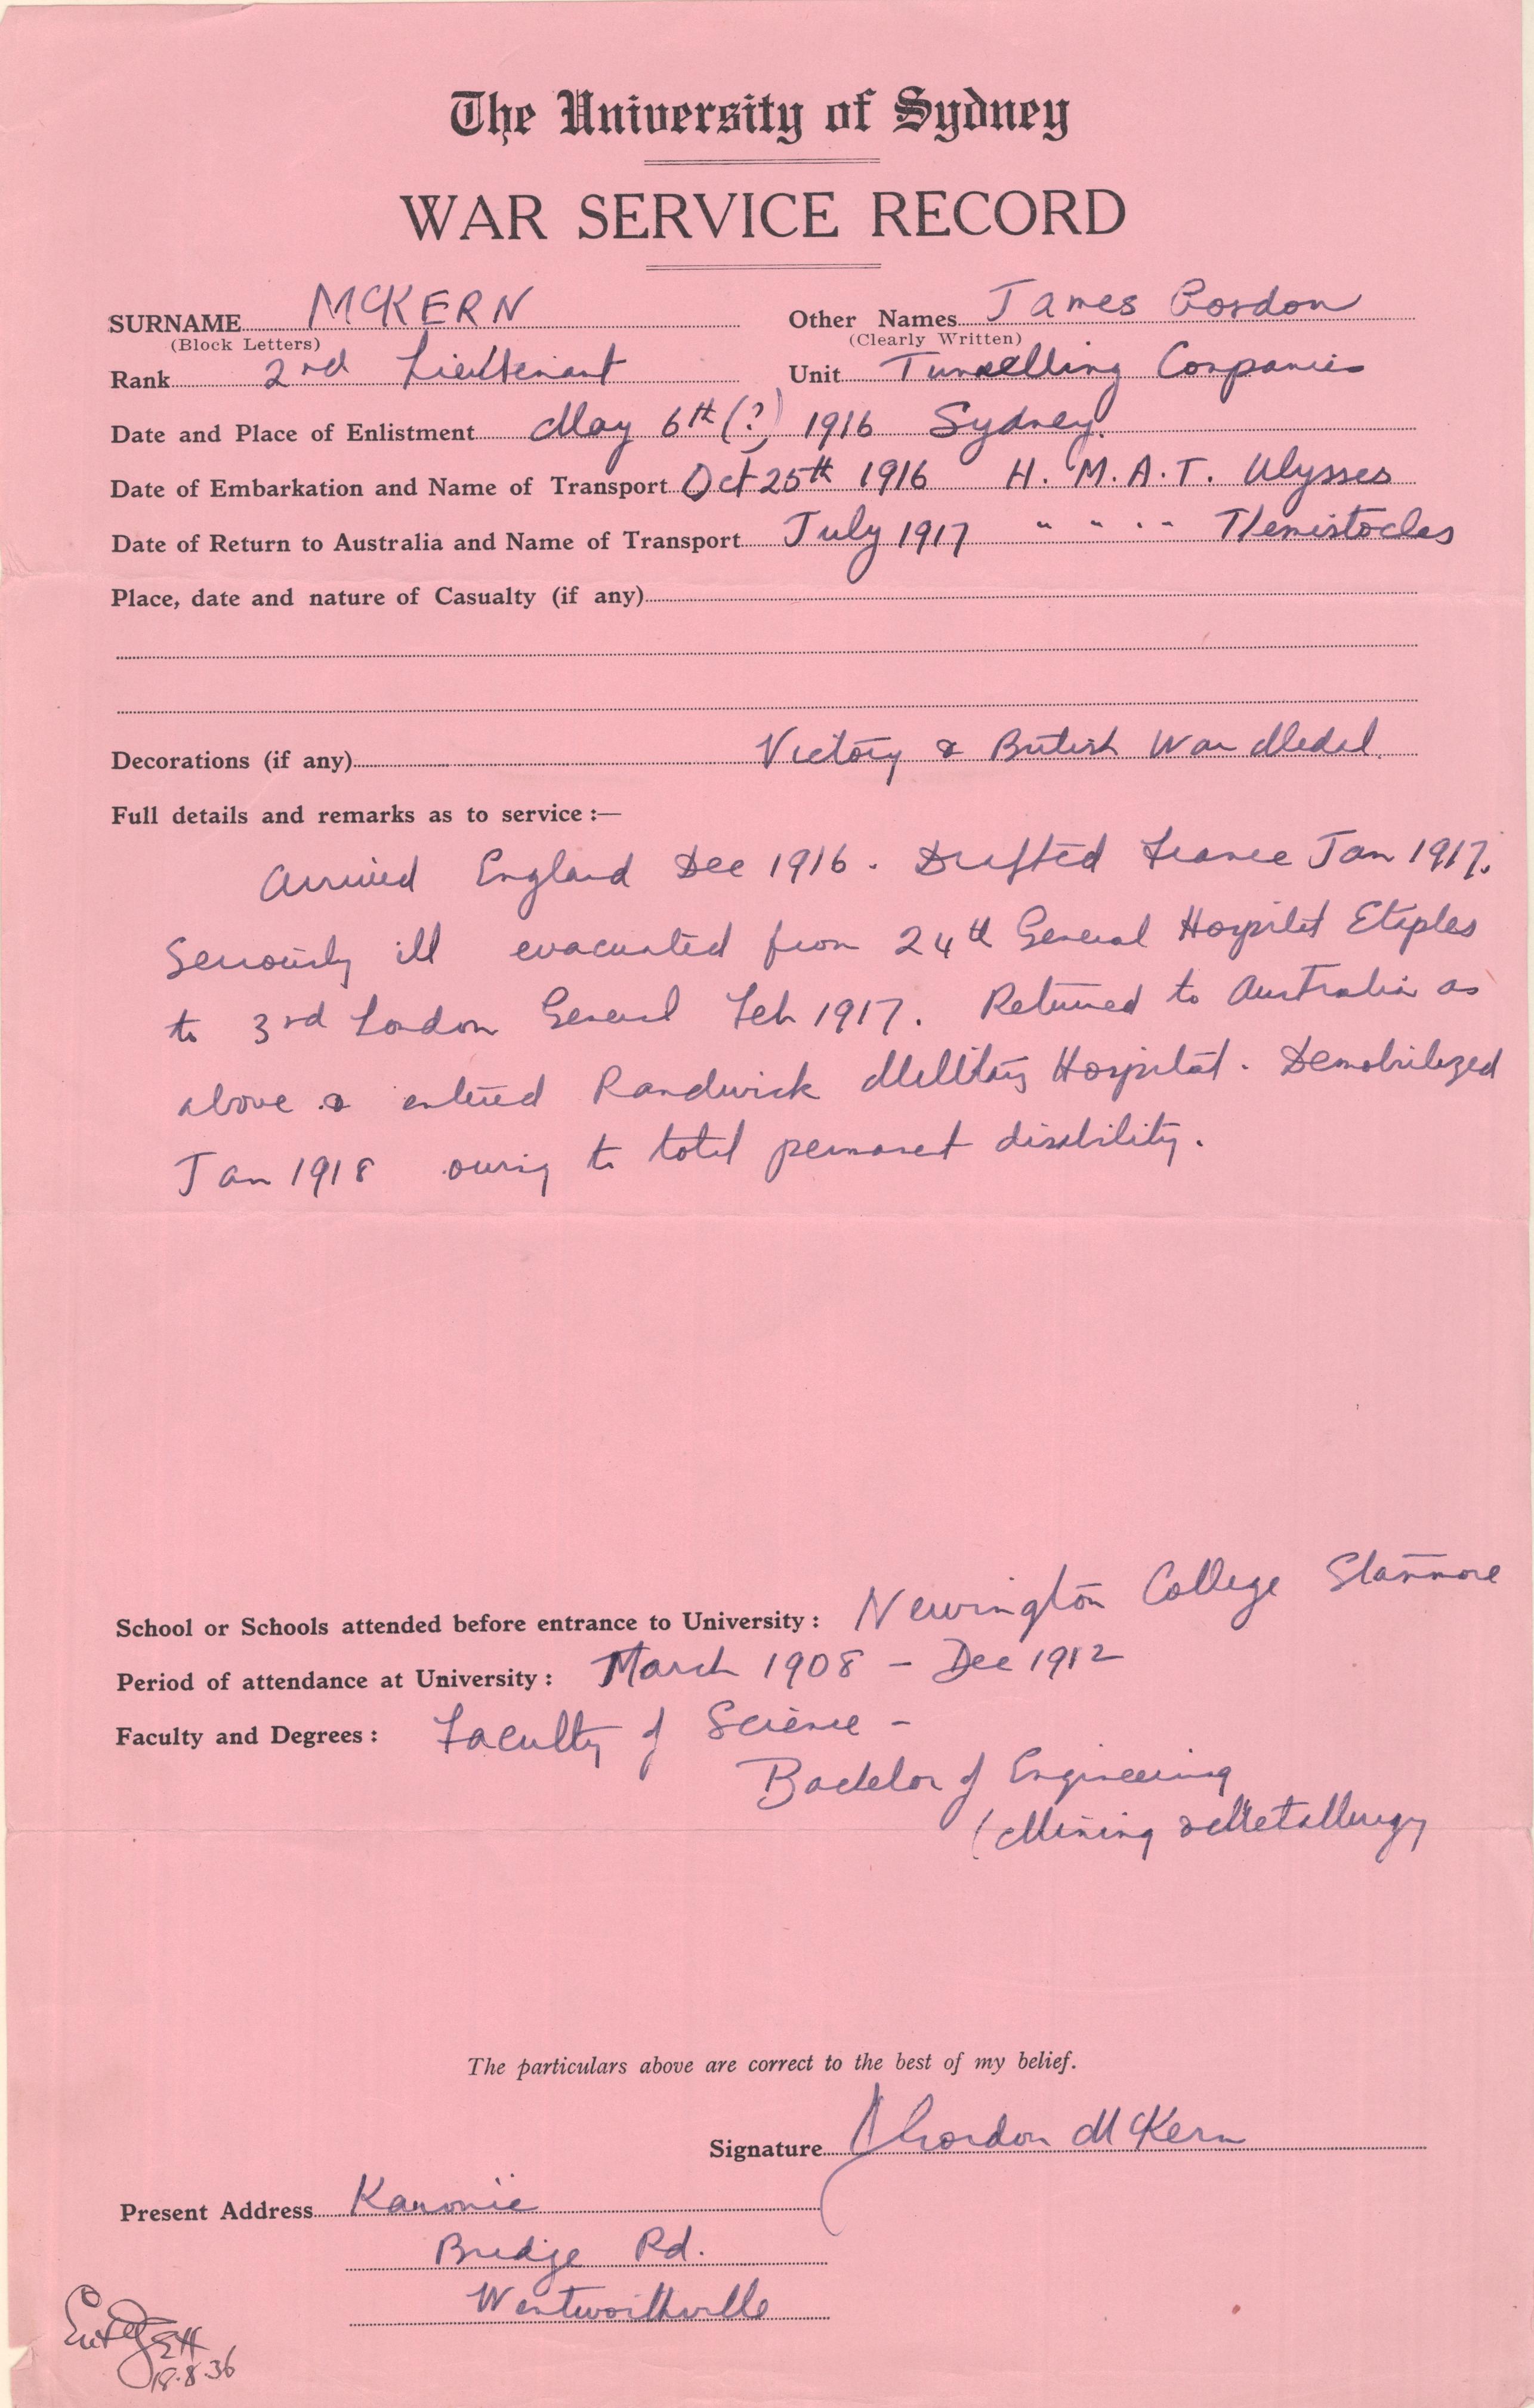 The University of Sydney
WAR SERVICE RECORD
SURNAME MCKERN Other Names James Gordon
(Block Letters) (Clearly Written)
Rank 2nd Lieutenant Unit Tunnelling Companies
Date and Place of Enlistment May 6th (?) 1916 Sydney.
Date of Embarkation and Name of Transport Oct 25th 1916 H. M. A. T. Ulysses
Date of Return to Australia and Name of Transport July 1917 " " " " Themistocles
Place, date and nature of Casualty (if any)
Decorations (if any) Victory & British War Medal.
Full details and remarks as to service :—
Arrived England Dec 1916. Drafted France Jan 1917.
Seriously ill evacuated from 24th General Hospital Etaples
to 3rd London General Feb 1917. Returned to Australia as
above & entered Randwick Military Hospital. Demobilized
Jan 1918 owing to total permanent disability.
School or Schools attended before entrance to University : Newington College Stanmore
Period of attendance at University : March 1908 - Dec 1912
Faculty and Degrees : Faculty of Science -
Bachelor of Engineering
(Mining & Metallurgy
The particulars above are correct to the best of my belief.
Signature J Gordon McKern
Present Address
Bridge Rd.
Wentworthville
18.8.36